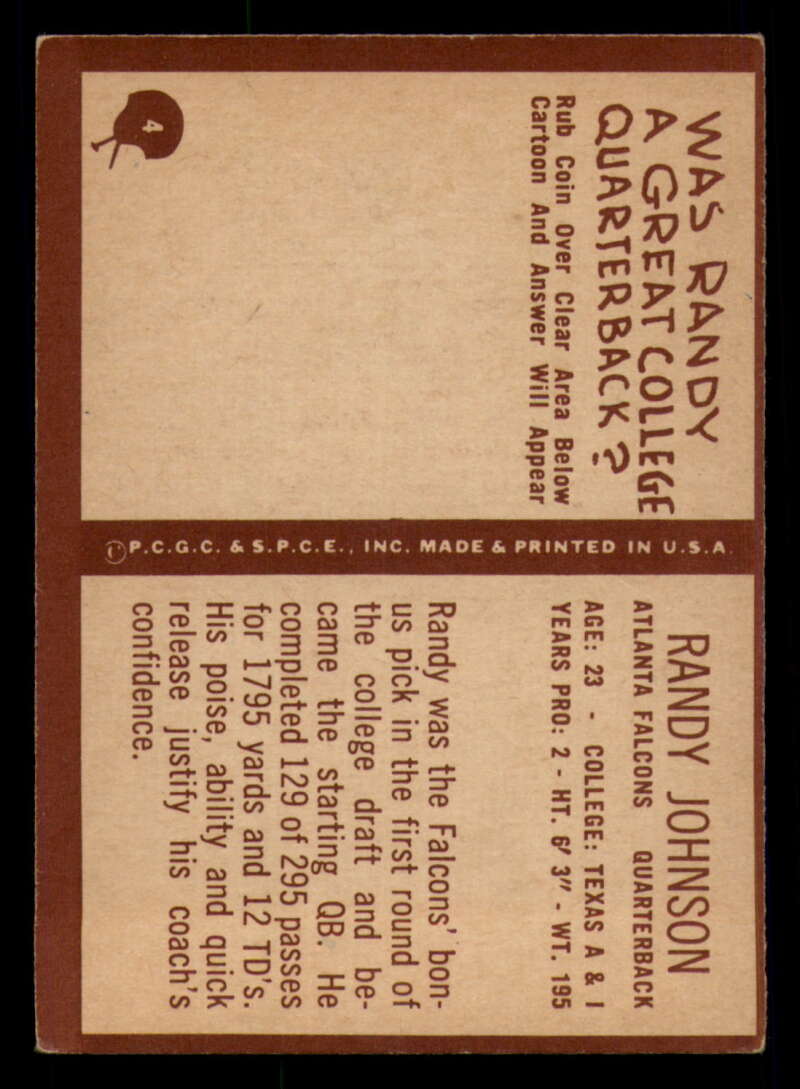 4
WAS RANDY
A GREAT COLLEGE
QUARTERBACK?
Rub Coin Over Clear Area Below
Cartoon And Answer Will Appear
©P.C.G.C. & S.P.C.E., INC. MADE & PRINTED IN U.S.A.
RANDY JOHNSON
ATLANTA FALCONS QUARTERBACK
AGE: 23 - COLLEGE: TEXAS A & I
YEARS PRO: 2 - HT. 6' 3" - WT. 195
Randy was the Falcons' bon-
us pick in the first round of
the college draft and be-
came the starting QB. He
completed 129 of 295 passes
for 1795 yards and 12 TD's.
His poise, ability and quick
release justify his coach's
confidence.